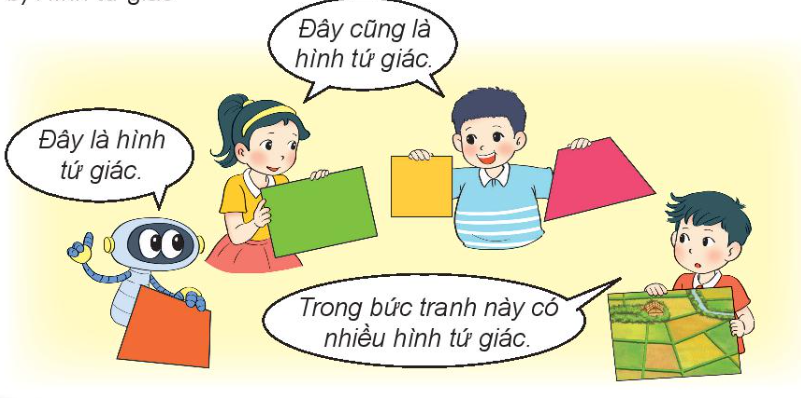 Đây cũng là
hình tứ giác.
Đây là hình
tứ giác.
Trong bức tranh này có
nhiều hình tứ giác.